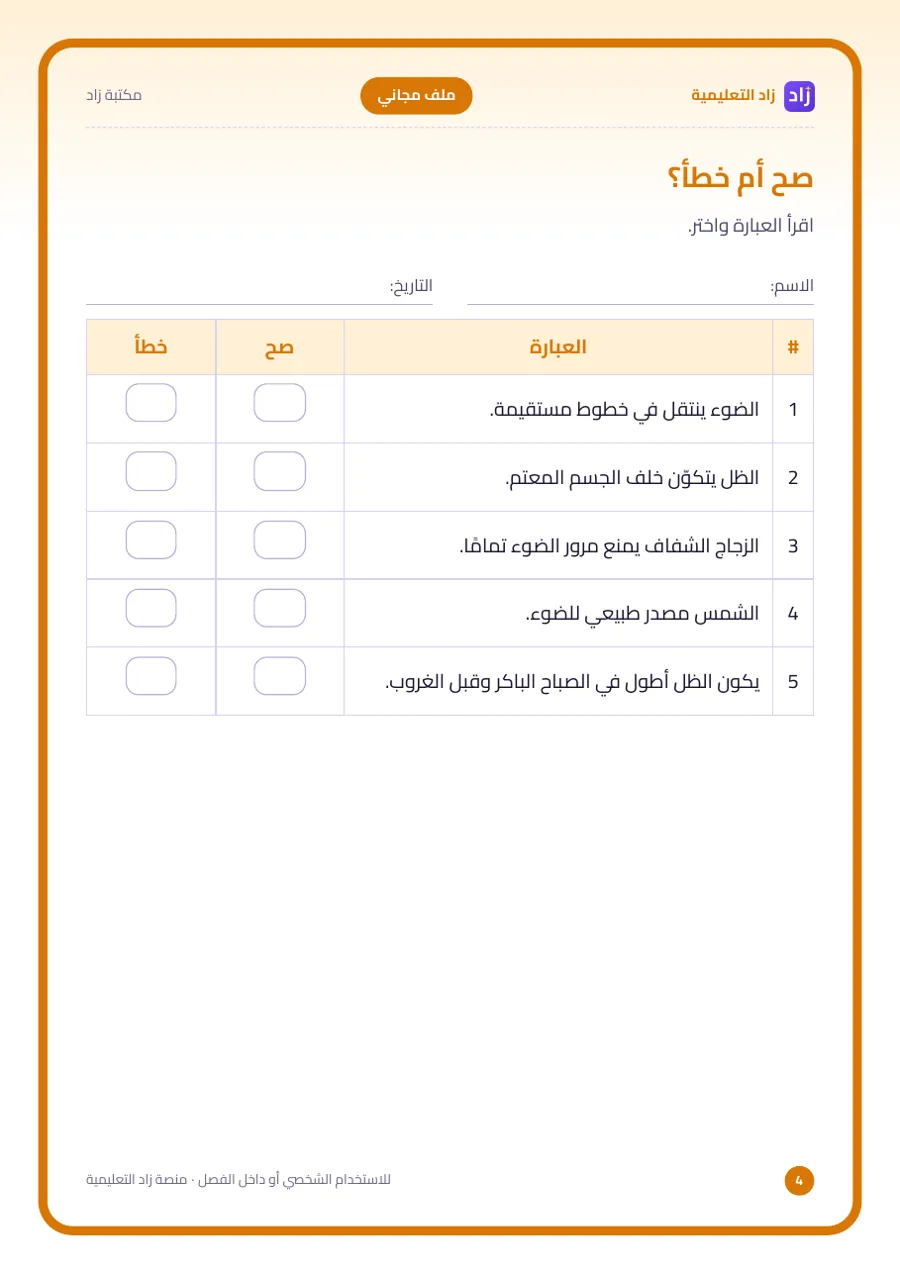 زاد زاد التعليمية
ملف مجاني
مكتبة زاد
صح أم خطأ؟
اقرأ العبارة واختر.
الاسم: التاريخ:
# العبارة صح خطأ
1 الضوء ينتقل في خطوط مستقيمة.
2 الظل يتكوّن خلف الجسم المعتم.
3 الزجاج الشفاف يمنع مرور الضوء تمامًا.
4 الشمس مصدر طبيعي للضوء.
5 يكون الظل أطول في الصباح الباكر وقبل الغروب.
4 للاستخدام الشخصي أو داخل الفصل · منصة زاد التعليمية